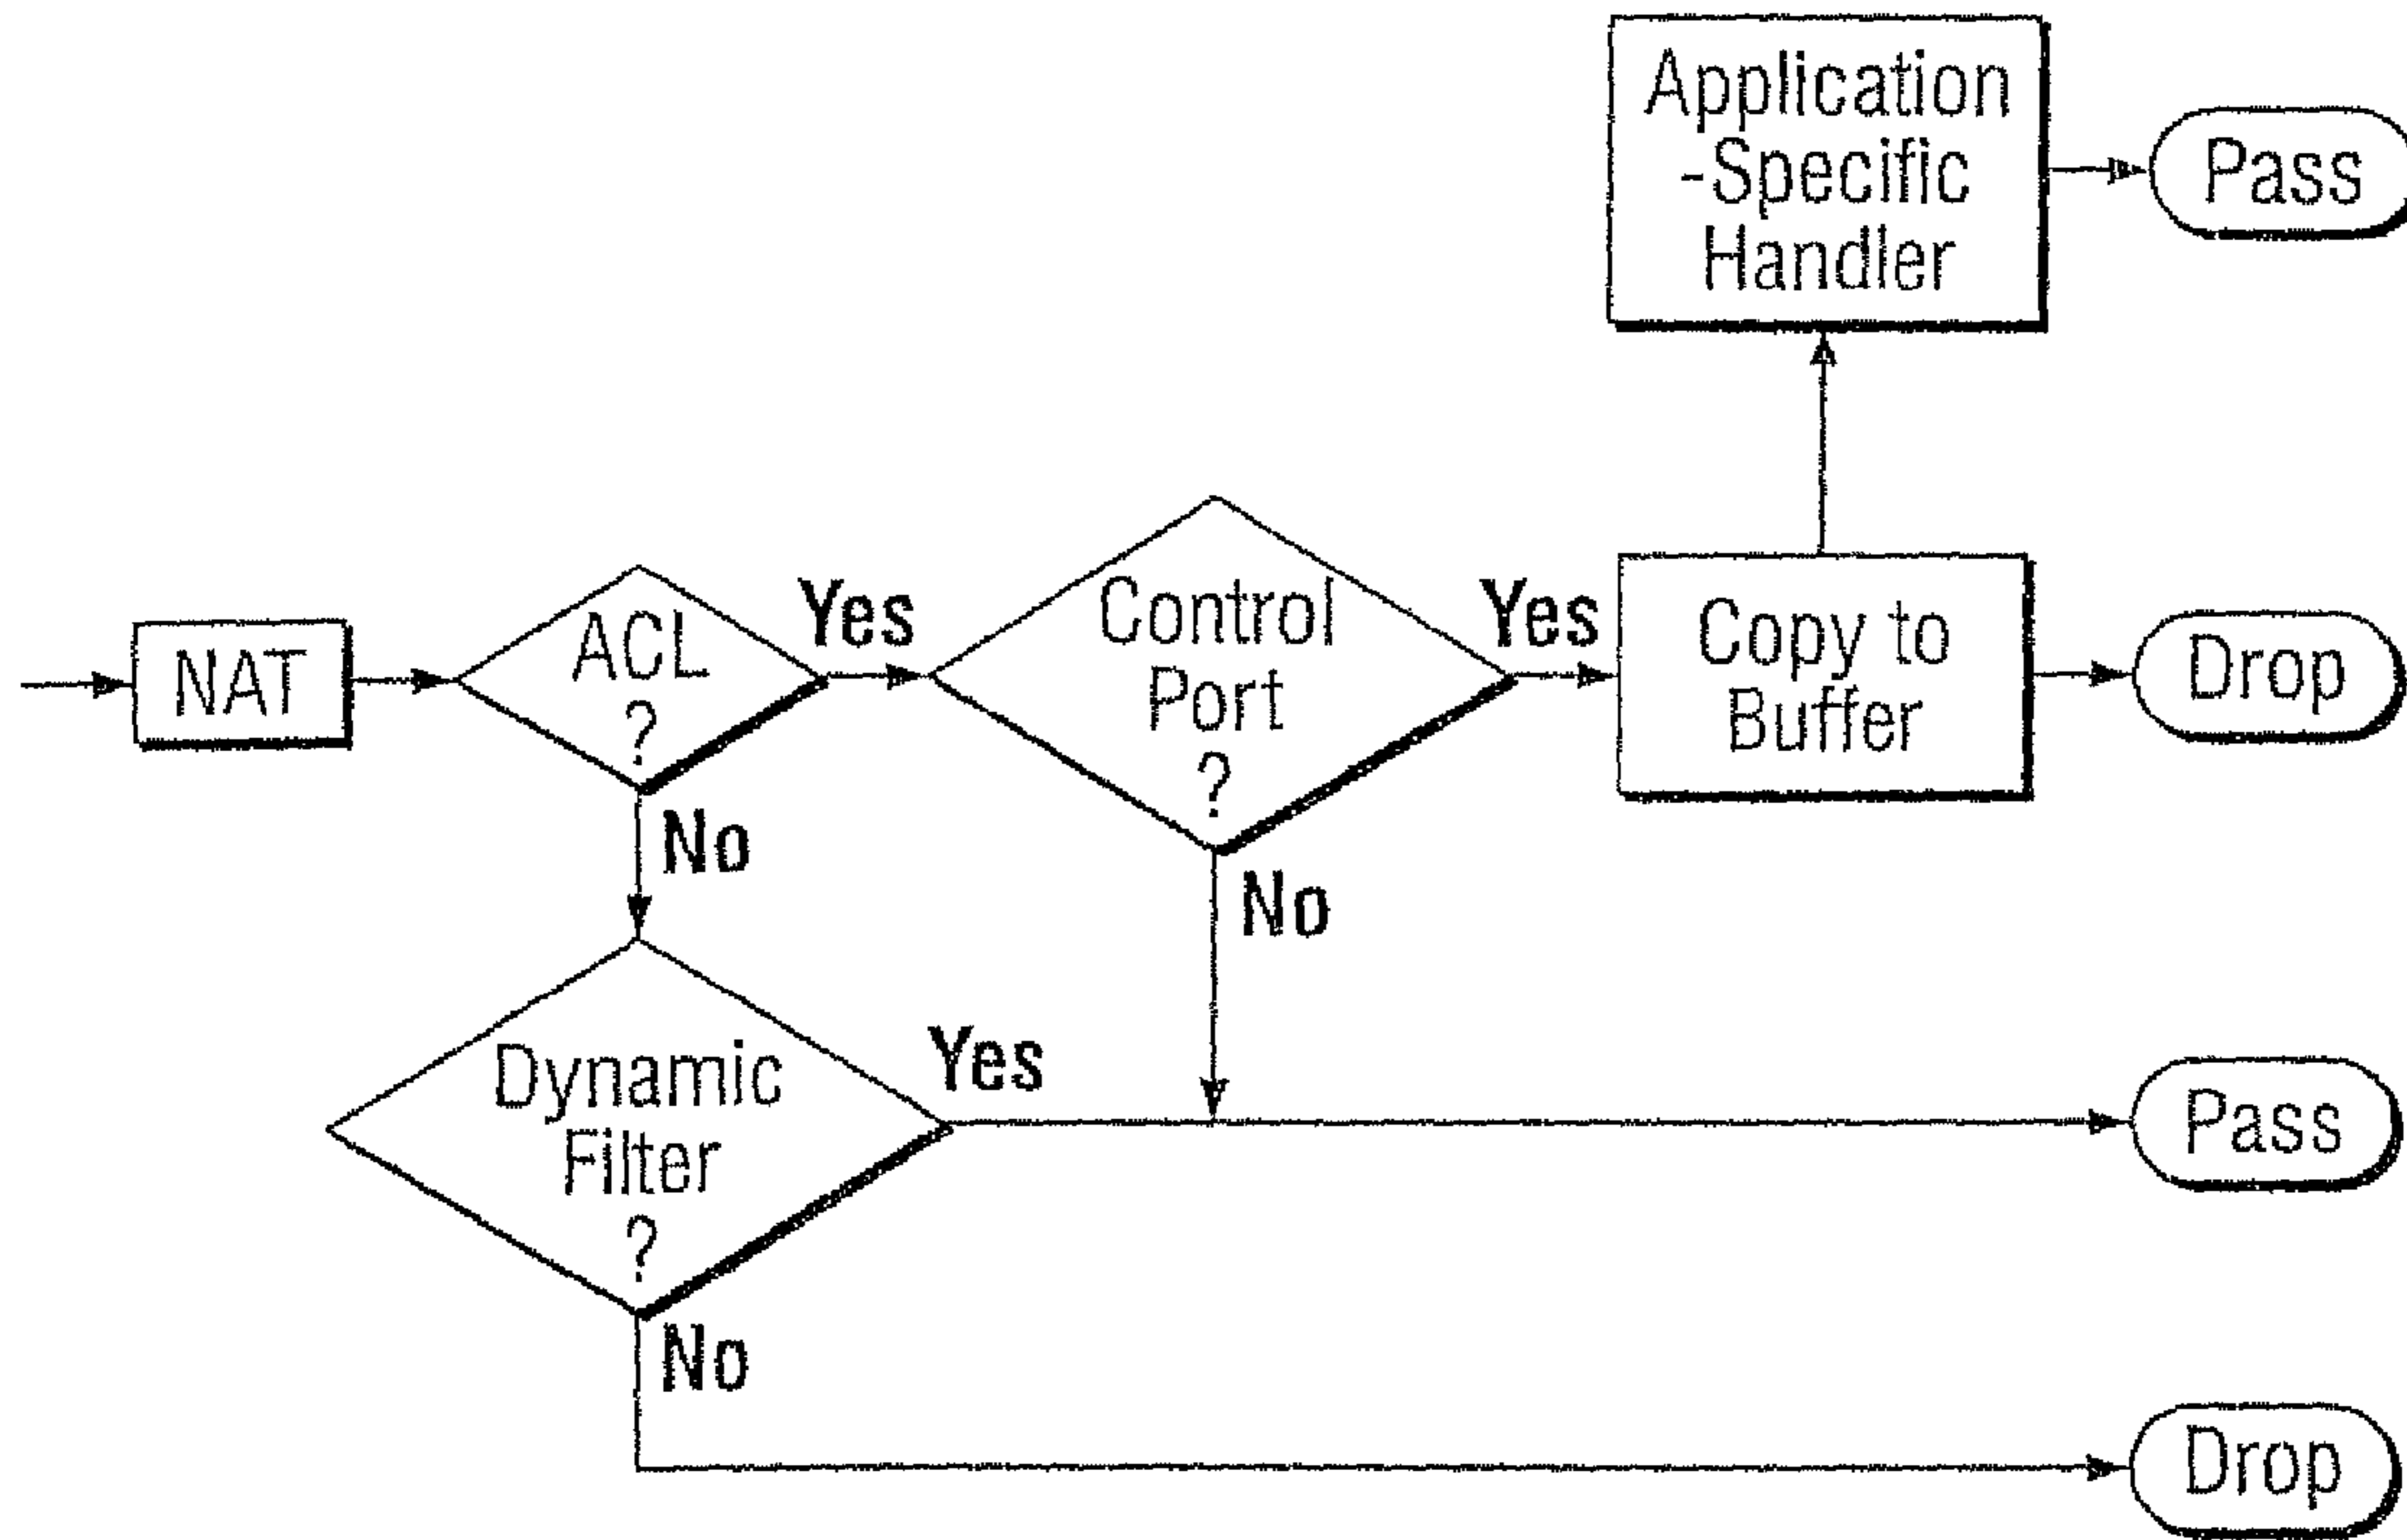 Application
-Specific
Handler
Pass
NAT
ACL
?
Yes
Control
Port
?
Yes
Copy to
Buffer
Drop
No
No
Dynamic
Filter
?
Yes
Pass
No
Drop